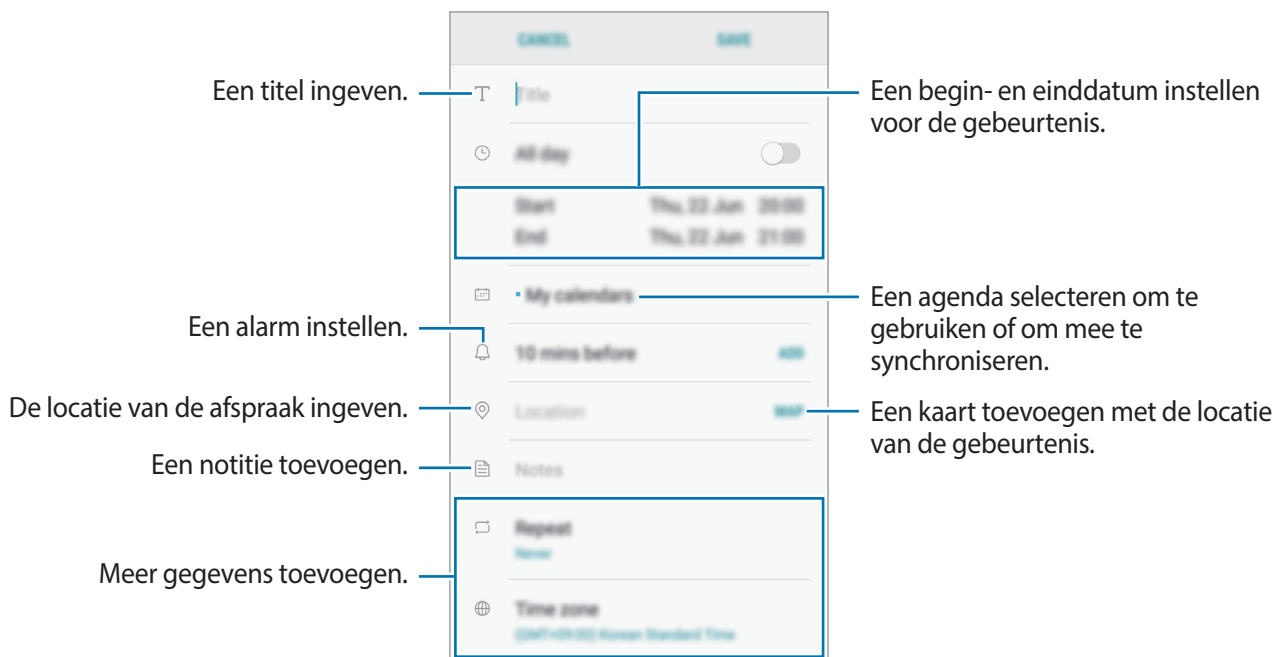 CANCEL SAVE
Een titel ingeven.
Title
Een begin- en einddatum instellen
voor de gebeurtenis.
All day
Start Thu, 22 Jun 20:00
End Thu, 22 Jun 21:00
My calendars
Een agenda selecteren om te
gebruiken of om mee te
synchroniseren.
Een alarm instellen.
10 mins before ADD
De locatie van de afspraak ingeven.
Location MAP
Een kaart toevoegen met de locatie
van de gebeurtenis.
Een notitie toevoegen.
Notes
Repeat
Never
Meer gegevens toevoegen.
Time zone
(GMT+09:00) Korean Standard Time